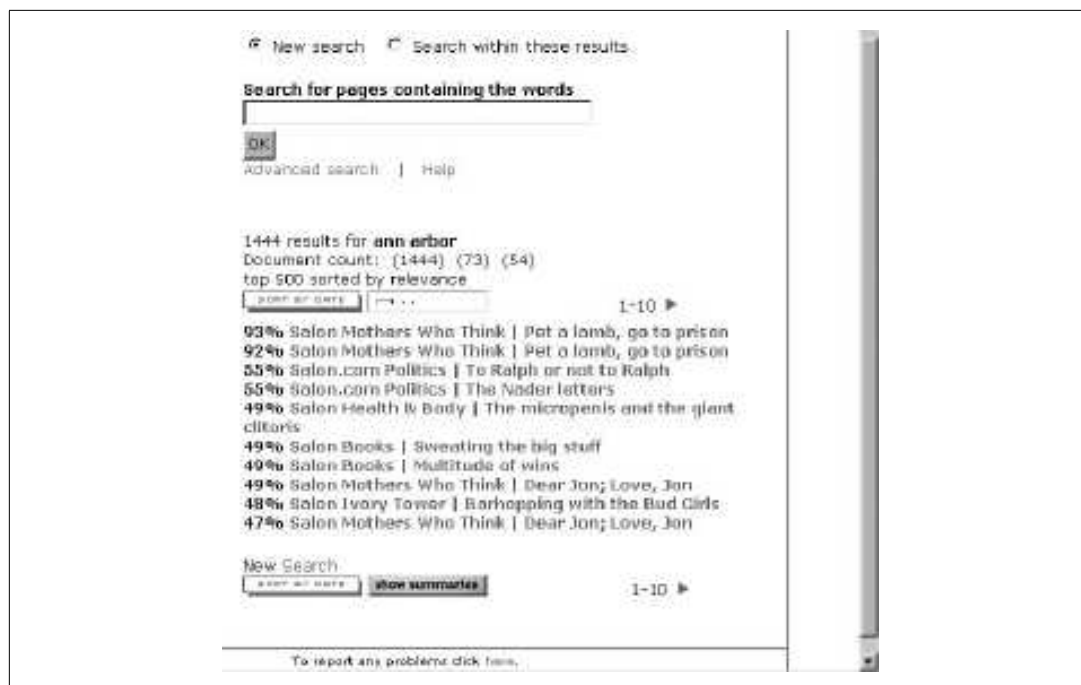 New search Search within these results
Search for pages containing the words
OK
Advanced search | Help
1444 results for ann arbor
Document count: (1444) (73) (54)
top 500 sorted by relevance
SORT BY DATE 1-10
93% Salon Mothers Who Think | Pet a lamb, go to prison
92% Salon Mothers Who Think | Pet a lamb, go to prison
55% Salon.com Politics | To Ralph or not to Ralph
55% Salon.com Politics | The Nader letters
49% Salon Health & Body | The micropenis and the giant
clitoris
49% Salon Books | Sweating the big stuff
49% Salon Books | Multitude of wins
49% Salon Mothers Who Think | Dear Jon; Love, Jon
48% Salon Ivory Tower | Barhopping with the Bud Girls
47% Salon Mothers Who Think | Dear Jon; Love, Jon
New Search
SORT BY DATE show summaries 1-10
To report any problems click here.